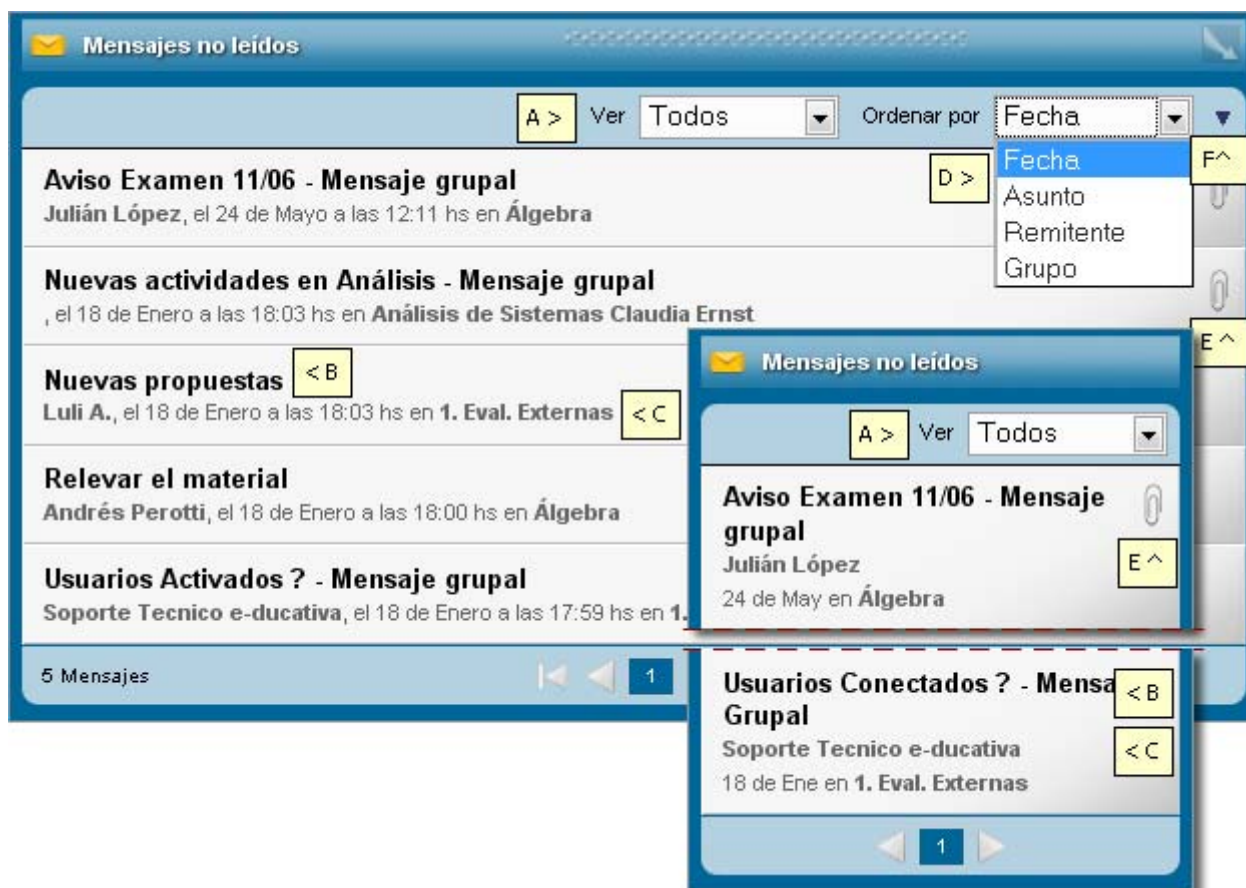 Mensajes no leídos
A > Ver Todos Ordenar por Fecha
F^
D > Fecha
Asunto
Remitente
Grupo
Aviso Examen 11/06 - Mensaje grupal
Julián López, el 24 de Mayo a las 12:11 hs en Álgebra
Nuevas actividades en Análisis - Mensaje grupal
, el 18 de Enero a las 18:03 hs en Análisis de Sistemas Claudia Ernst
E ^
Nuevas propuestas < B
Luli A., el 18 de Enero a las 18:03 hs en 1. Eval. Externas < C
Relevar el material
Andrés Perotti, el 18 de Enero a las 18:00 hs en Álgebra
Usuarios Activados ? - Mensaje grupal
Soporte Tecnico e-ducativa, el 18 de Enero a las 17:59 hs en 1.
5 Mensajes 1
Mensajes no leídos
A > Ver Todos
Aviso Examen 11/06 - Mensaje
grupal
Julián López
E ^
24 de May en Álgebra
Usuarios Conectados ? - Mensa < B
Grupal
Soporte Tecnico e-ducativa < C
18 de Ene en 1. Eval. Externas
1